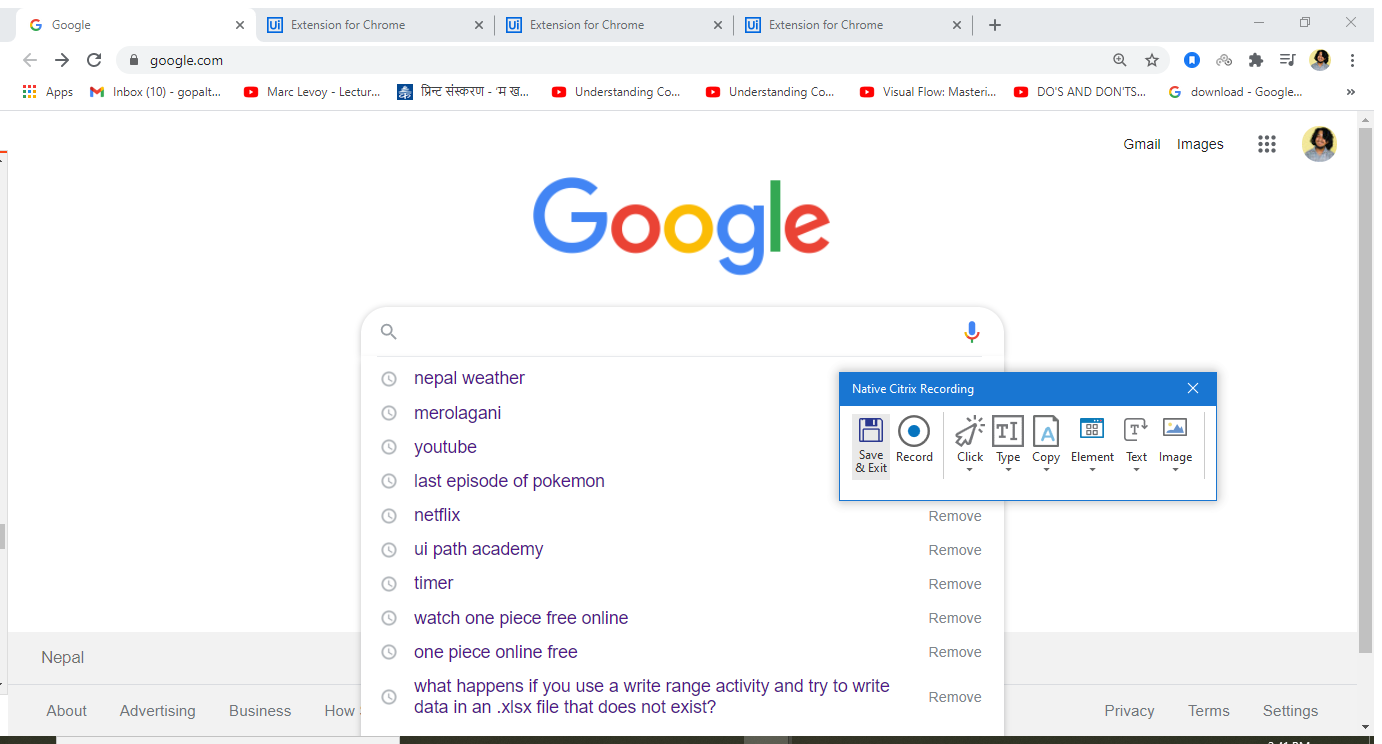 Google
Extension for Chrome
Extension for Chrome
Extension for Chrome
google.com
Apps
Inbox (10) - gopalt...
Marc Levoy - Lectur...
प्रिन्ट संस्करण - 'म ख...
Understanding Co...
Understanding Co...
Visual Flow: Masteri...
DO'S AND DON'TS...
download - Google...
»
Gmail
Images
Google
nepal weather
merolagani
youtube
last episode of pokemon
netflix
Remove
ui path academy
Remove
timer
Remove
watch one piece free online
Remove
one piece online free
Remove
what happens if you use a write range activity and try to write
data in an .xlsx file that does not exist?
Remove
Native Citrix Recording
Save
& Exit
Record
Click
Type
Copy
Element
Text
Image
Nepal
About
Advertising
Business
How
Privacy
Terms
Settings